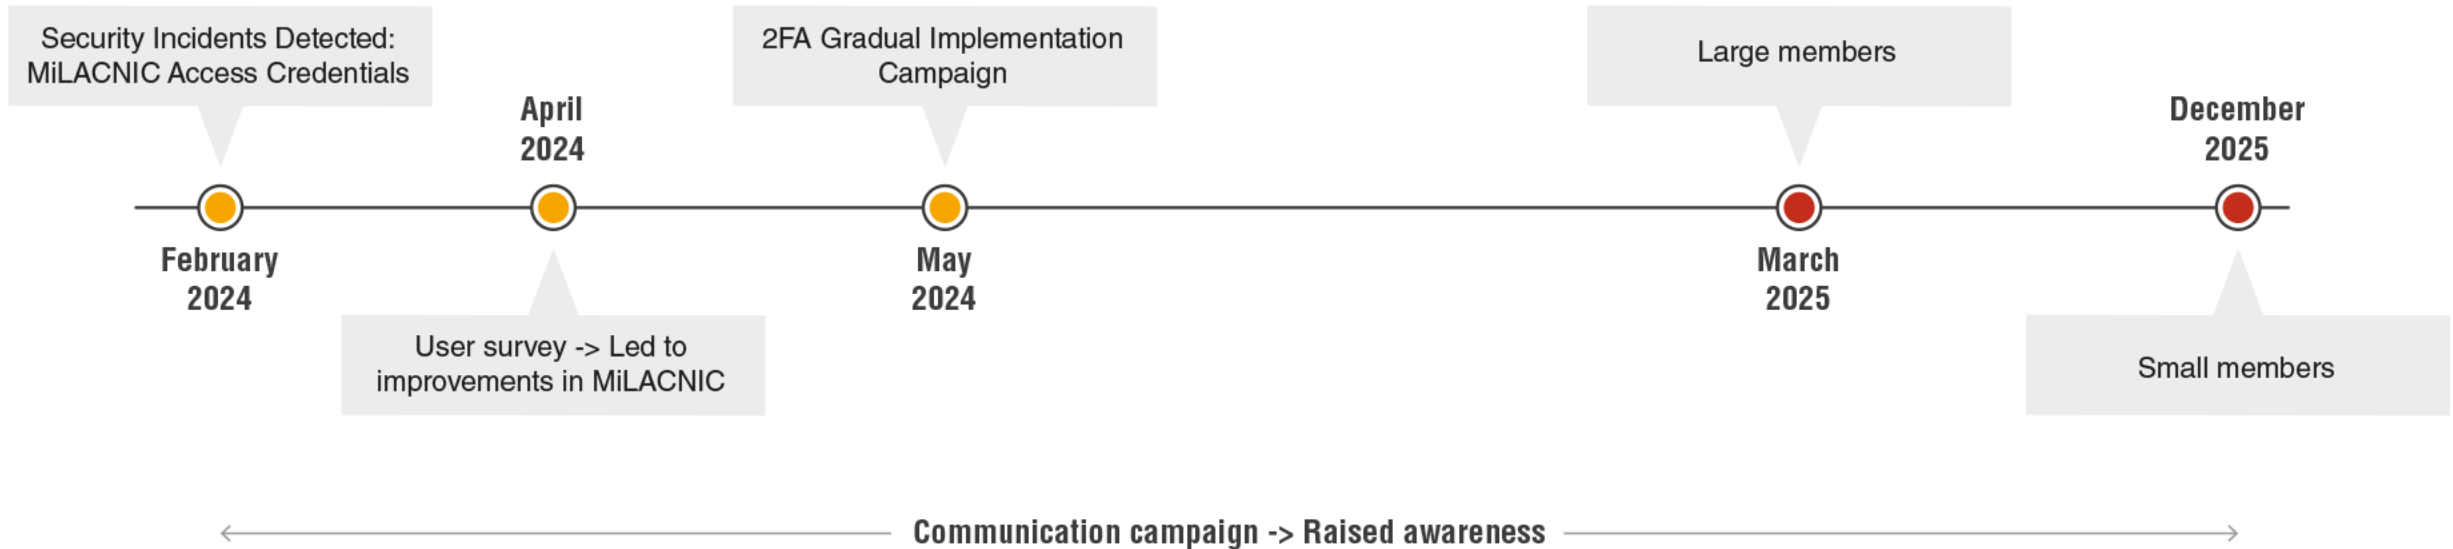 Security Incidents Detected:
MiLACNIC Access Credentials
February
2024
April
2024
User survey -> Led to
improvements in MiLACNIC
2FA Gradual Implementation
Campaign
May
2024
Large members
March
2025
December
2025
Small members
Communication campaign -> Raised awareness